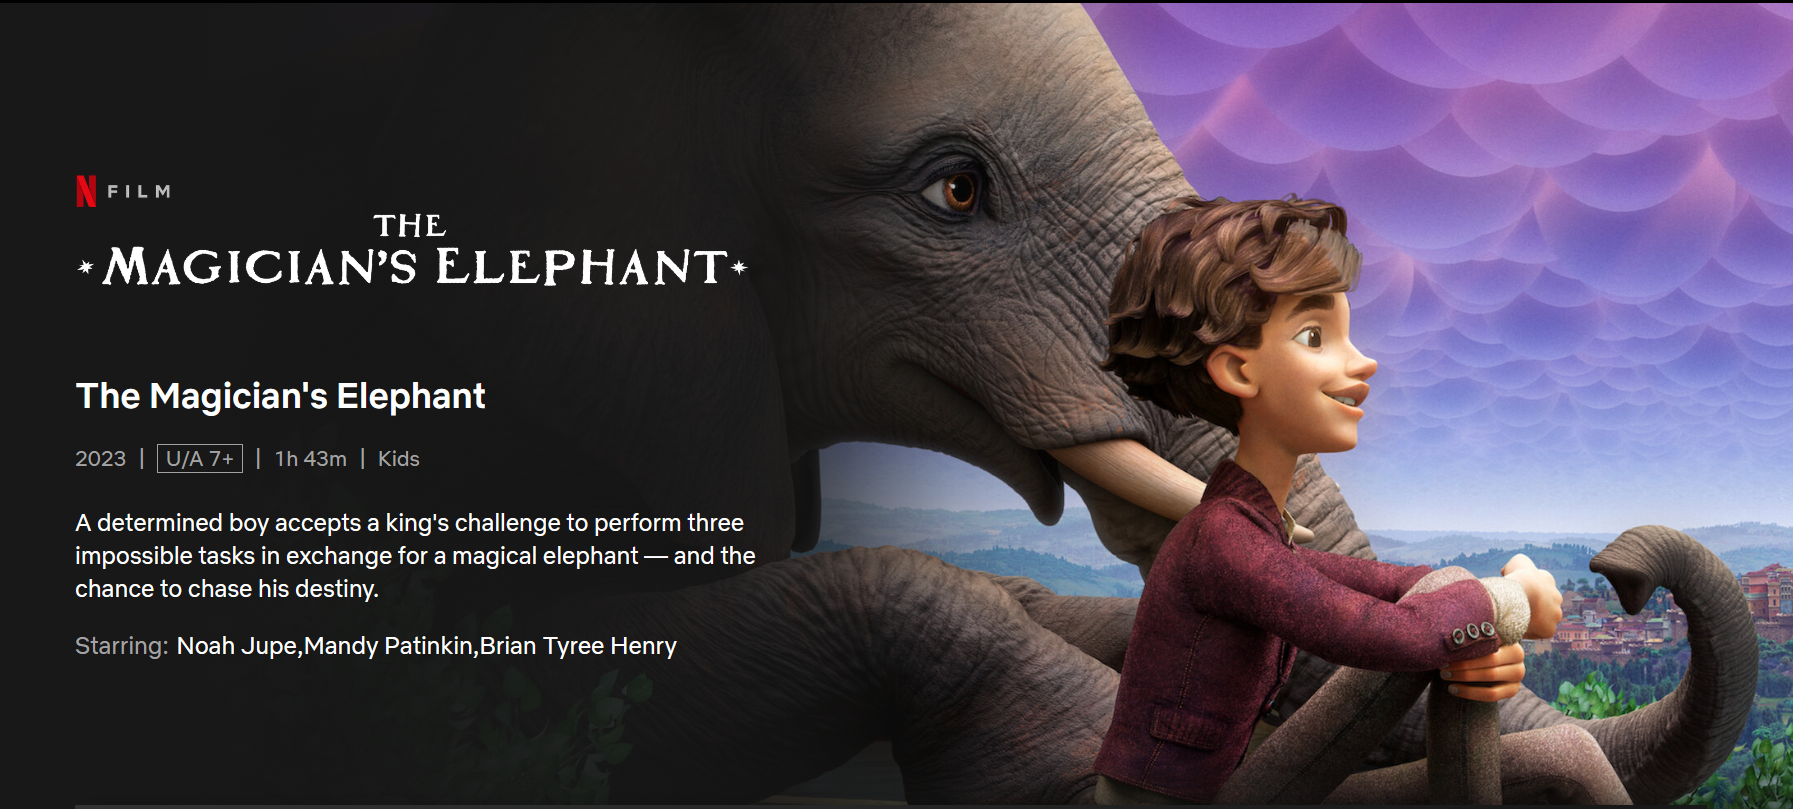 N FILM
THE
MAGICIAN'S ELEPHANT
The Magician's Elephant
2023 | U/A 7+ | 1h 43m | Kids
A determined boy accepts a king's challenge to perform three
impossible tasks in exchange for a magical elephant — and the
chance to chase his destiny.
Starring: Noah Jupe,Mandy Patinkin,Brian Tyree Henry